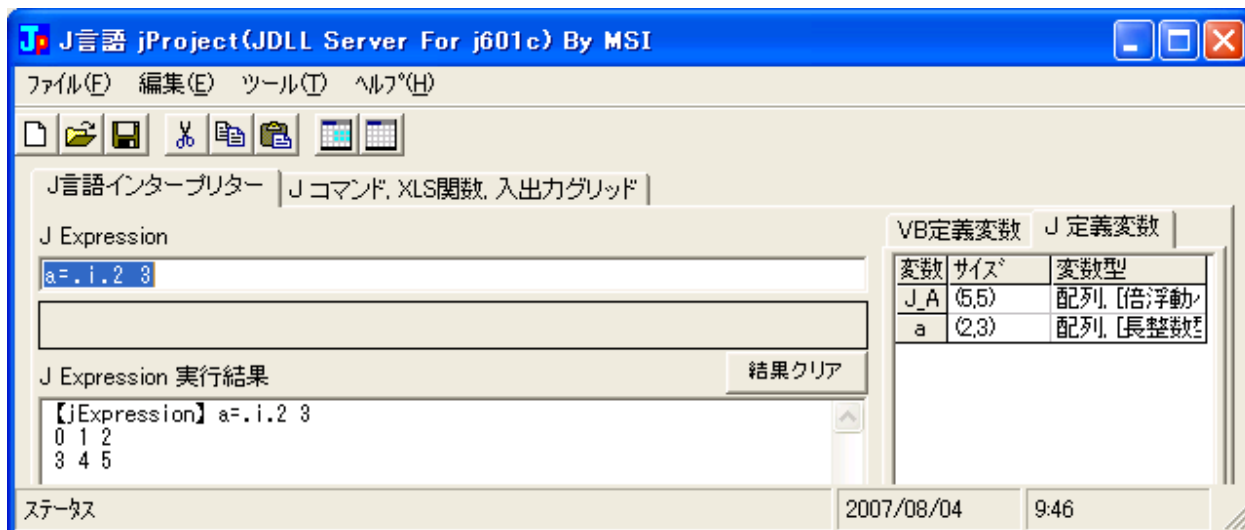 J言語 jProject(JDLL Server For j601c) By MSI
ファイル(F) 編集(E) ツール(T) ヘルプ(H)
J言語インタープリター
J コマンド, XLS関数, 入出力グリッド
J Expression
a=.i.2 3
J Expression 実行結果
結果クリア
【jExpression】a=.i.2 3
0 1 2
3 4 5
VB定義変数
J 定義変数
変数 サイズ 変数型
J_A (5,5) 配列, [倍浮動
a (2,3) 配列, [長整数型
ステータス
2007/08/04
9:46